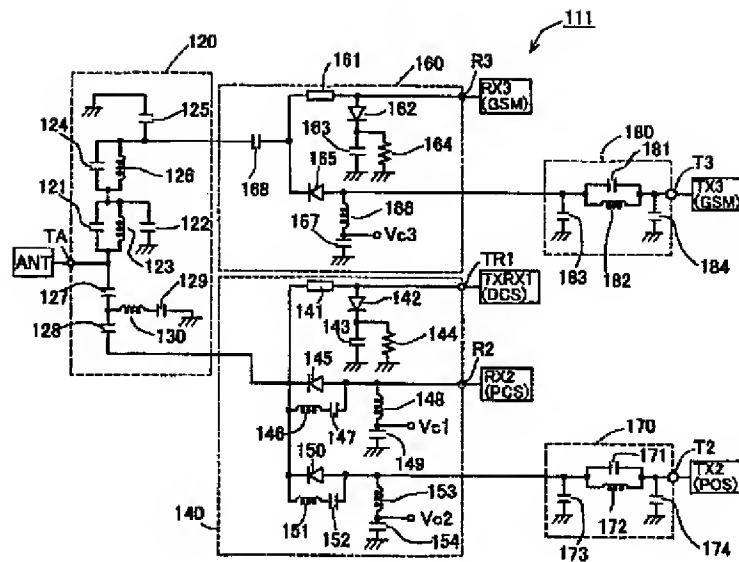 111
120
161
160
R3
RX3
(GSM)
125
162
124
163
164
180
181
T3
126
168
165
TX3
(GSM)
121
122
166
TA
167
Vc3
183
182
184
ANT
123
TR1
127
129
141
142
TXRX1
(DCS)
128
130
143
144
145
R2
RX2
(PCS)
148
146
147
Vc1
170
171
T2
149
150
TX2
(POS)
153
140
151
152
Vc2
172
154
173
174